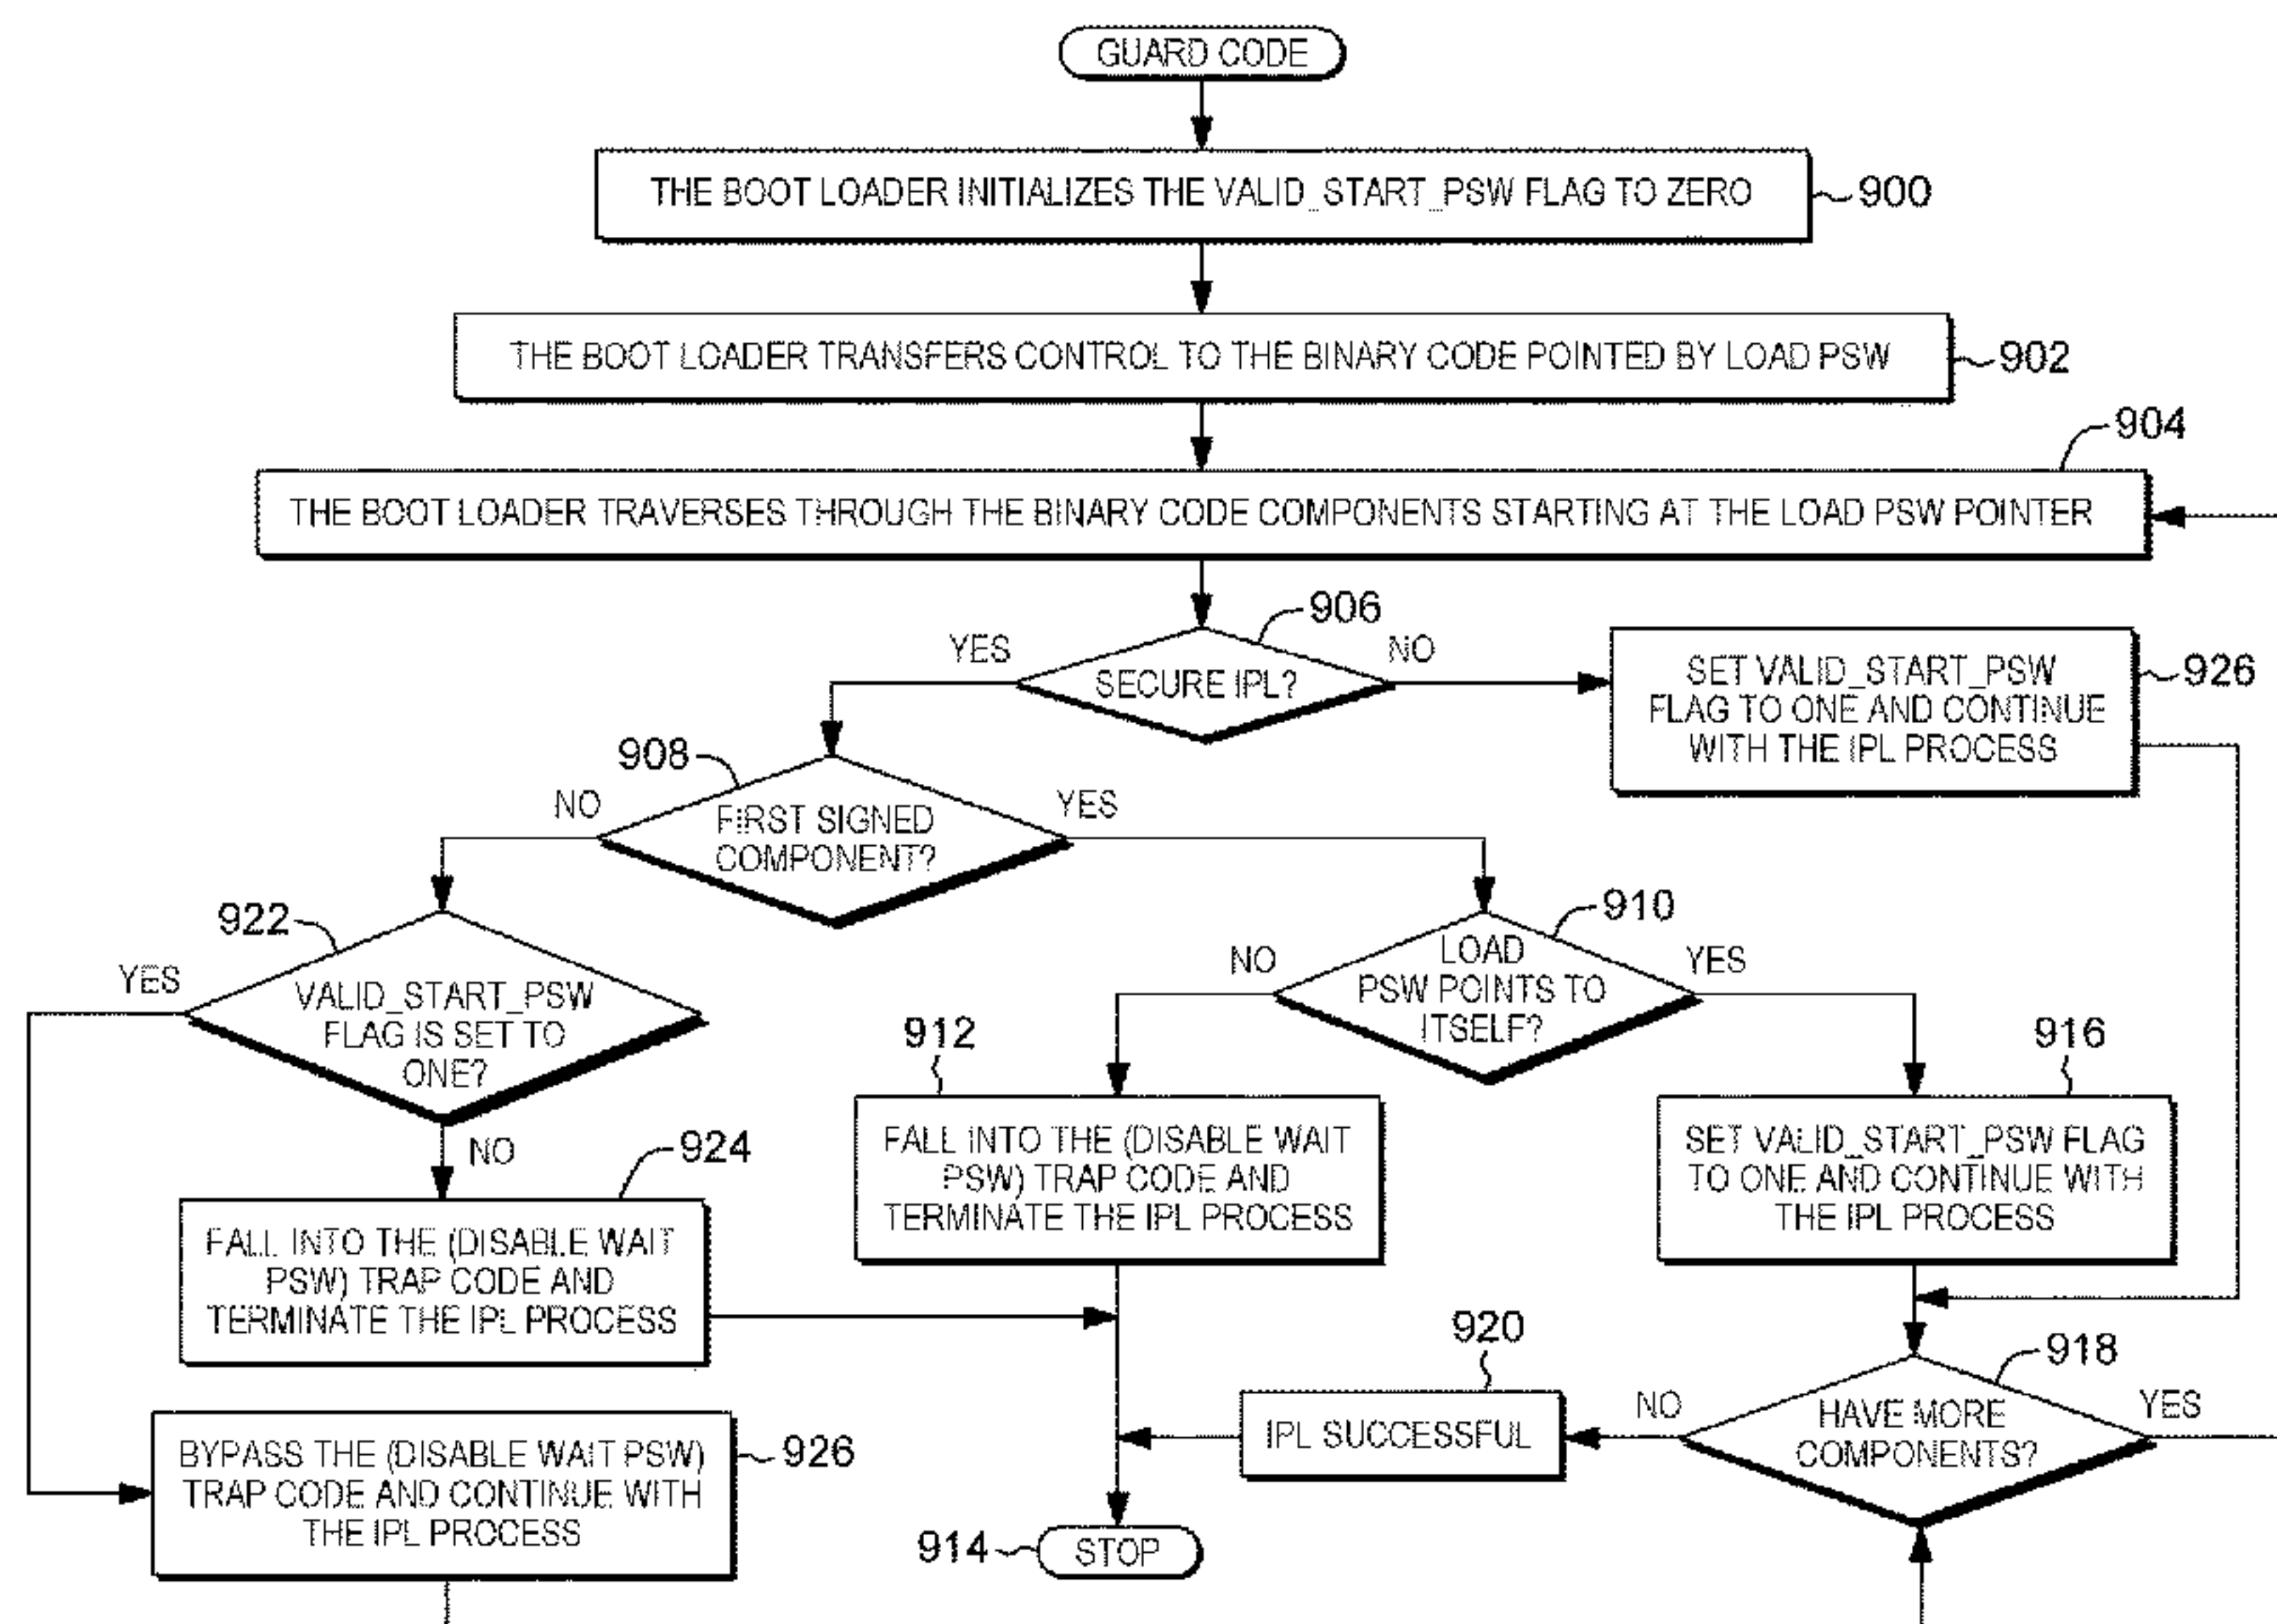 GUARD CODE
THE BOOT LOADER INITIALIZES THE VALID_START_PSW FLAG TO ZERO
900
THE BOOT LOADER TRANSFERS CONTROL TO THE BINARY CODE POINTED BY LOAD PSW
902
904
THE BOOT LOADER TRAVERSES THROUGH THE BINARY CODE COMPONENTS STARTING AT THE LOAD PSW POINTER
906
YES
NO
SECURE IPL?
SET VALID_START_PSW
FLAG TO ONE AND CONTINUE
WITH THE IPL PROCESS
926
908
NO
YES
FIRST SIGNED
COMPONENT?
922
YES
VALID_START_PSW
FLAG IS SET TO
ONE?
NO
910
NO
YES
LOAD
PSW POINTS TO
ITSELF?
912
FALL INTO THE (DISABLE WAIT
PSW) TRAP CODE AND
TERMINATE THE IPL PROCESS
916
SET VALID_START_PSW FLAG
TO ONE AND CONTINUE WITH
THE IPL PROCESS
924
FALL INTO THE (DISABLE WAIT
PSW) TRAP CODE AND
TERMINATE THE IPL PROCESS
920
IPL SUCCESSFUL
918
NO
YES
HAVE MORE
COMPONENTS?
BYPASS THE (DISABLE WAIT PSW)
TRAP CODE AND CONTINUE WITH
THE IPL PROCESS
926
914
STOP